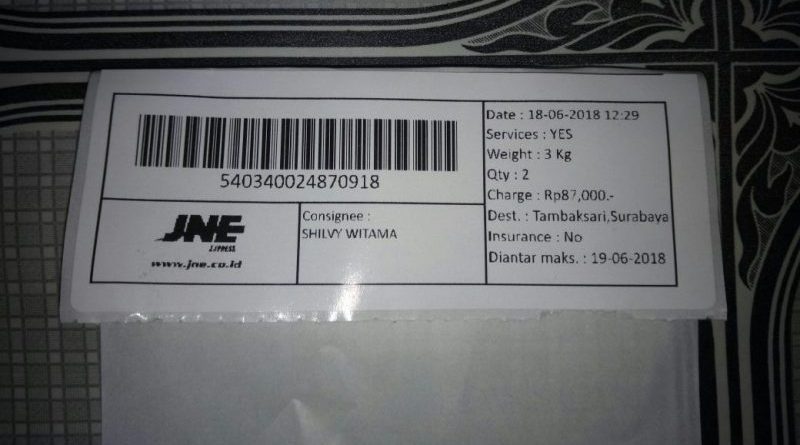 540340024870918
JNE
EXPRESS
www.jne.co.id
Consignee :
SHILVY WITAMA
Date : 18-06-2018 12:29
Services : YES
Weight : 3 Kg
Qty : 2
Charge : Rp87,000.-
Dest. : Tambaksari,Surabaya
Insurance : No
Diantar maks. : 19-06-2018